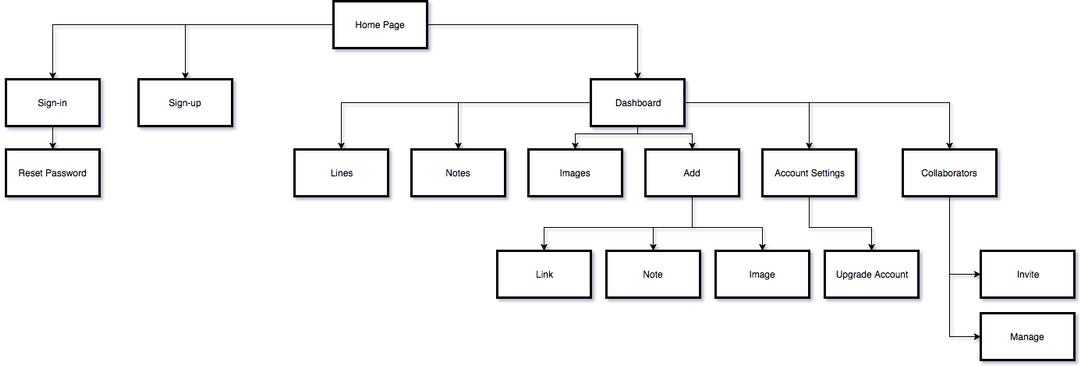 Home Page
Sign-in
Sign-up
Dashboard
Reset Password
Lines
Notes
Images
Add
Account Settings
Collaborators
Link
Note
Image
Upgrade Account
Invite
Manage